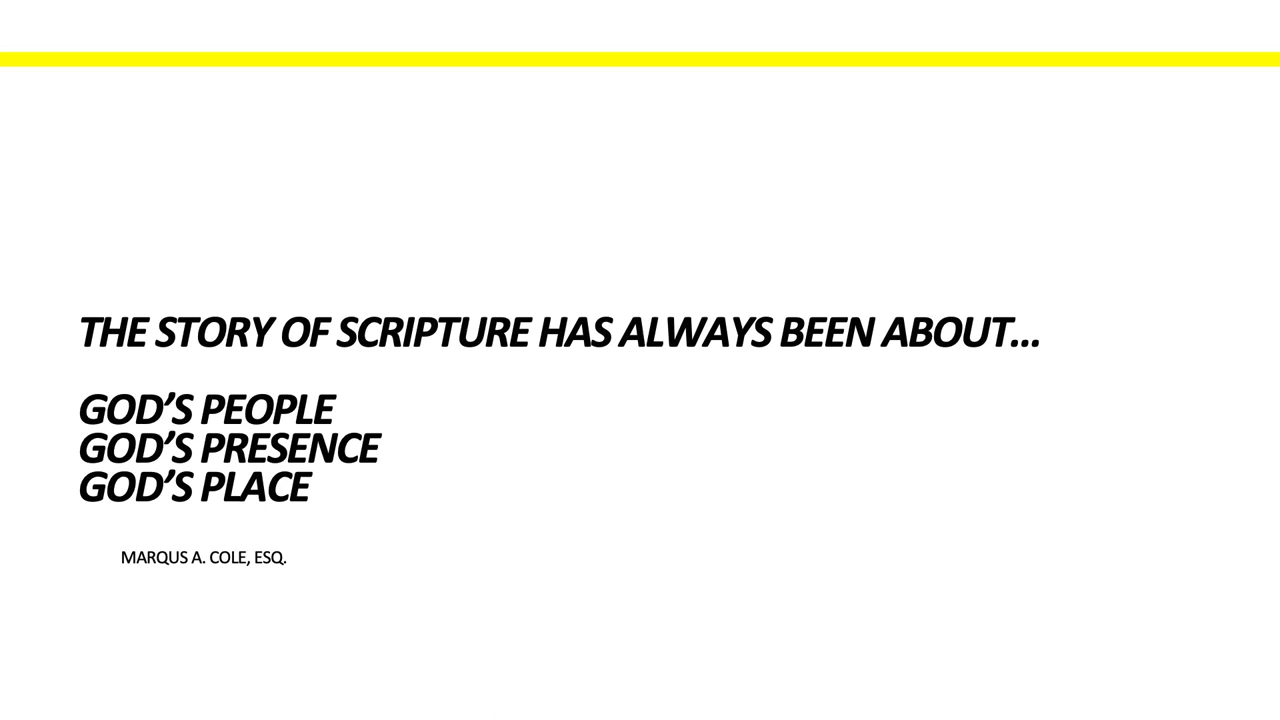 THE STORY OF SCRIPTURE HAS ALWAYS BEEN ABOUT...
GOD’S PEOPLE
GOD’S PRESENCE
GOD’S PLACE
MARQUS A. COLE, ESQ.